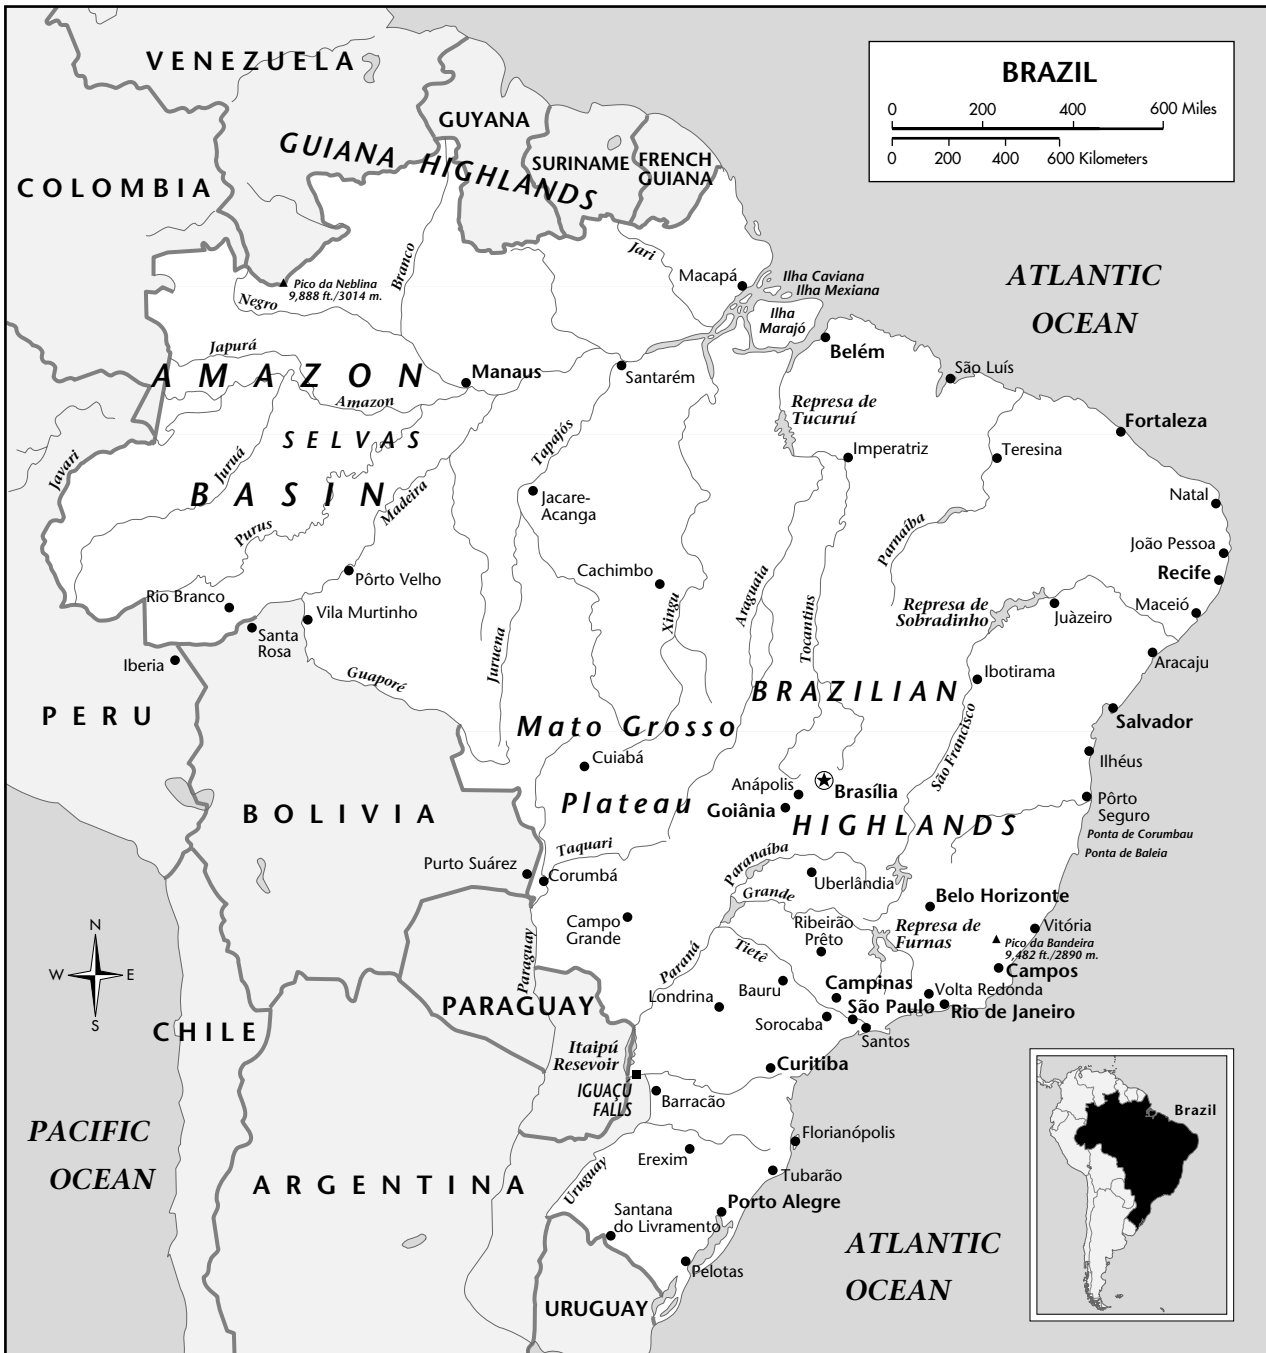 BRAZIL
0 200 400 600 Miles
0 200 400 600 Kilometers
VENEZUELA
GUYANA
GUIANA HIGHLANDS
SURINAME
FRENCH
GUIANA
COLOMBIA
Branco
Jari
Macapá
Ilha Caviana
Ilha Mexiana
Ilha
Marajó
ATLANTIC
OCEAN
Pico da Neblina
9,888 ft./3014 m.
Negro
Japurá
AMAZON
Manaus
Amazon
Santarém
Belém
São Luís
Represa de
Tucuruí
Fortaleza
SELVAS
Javari
Juruá
Tapajós
Imperatriz
Teresina
BASIN
Madeira
Jacare-
Acanga
Natal
Purus
Parnaíba
João Pessoa
Pôrto Velho
Cachimbo
Recife
Rio Branco
Vila Murtinho
Xingu
Araguaia
Tocantins
Represa de
Sobradinho
Juàzeiro
Maceió
Santa
Rosa
Iberia
Juruena
Guaporé
Aracaju
Ibotirama
BRAZILIAN
PERU
Mato Grosso
São Francisco
Salvador
Cuiabá
Ilhéus
Anápolis
Brasília
Plateau
Goiânia
HIGHLANDS
Pôrto
Seguro
Ponta de Corumbau
Ponta de Baleia
BOLIVIA
Taquari
Paranaíba
Purto Suárez
Corumbá
Uberlândia
Grande
Belo Horizonte
Campo
Grande
Ribeirão
Prêto
Represa de
Furnas
Vitória
Pico da Bandeira
9,482 ft./2890 m.
Paraguay
Paraná
Tietê
Campos
N
W E
S
Bauru
Campinas
Volta Redonda
Londrina
São Paulo
Rio de Janeiro
PARAGUAY
Sorocaba
Santos
CHILE
Itaipú
Resevoir
Curitiba
IGUAÇU
FALLS
Barracão
Brazil
PACIFIC
OCEAN
Florianópolis
Erexim
Tubarão
Uruguay
ARGENTINA
Porto Alegre
Santana
do Livramento
ATLANTIC
OCEAN
Pelotas
URUGUAY